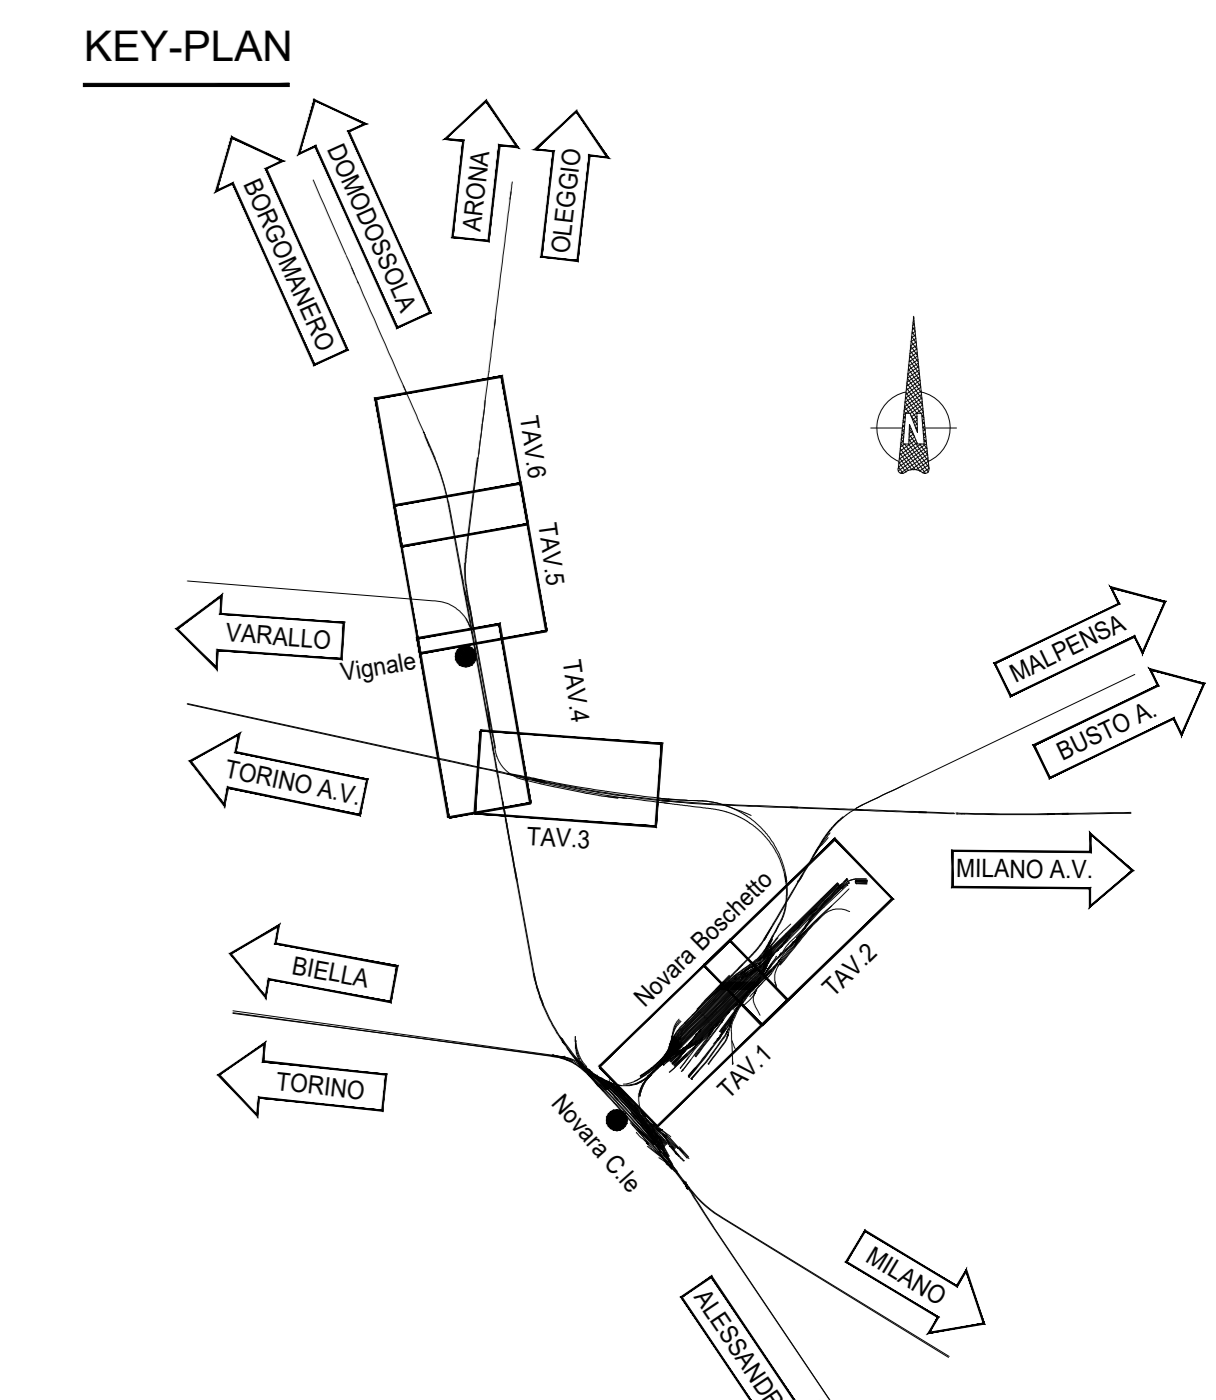 KEY-PLAN
BORGOMANERO
DOMODOSSOLA
ARONA
OLEGGIO
N
TAV.6
TAV.5
VARALLO
Vignale
TAV.4
MALPENSA
BUSTO A.
TORINO A.V.
TAV.3
MILANO A.V.
Novara Boschetto
TAV.2
BIELLA
TAV.1
TORINO
Novara C.le
MILANO